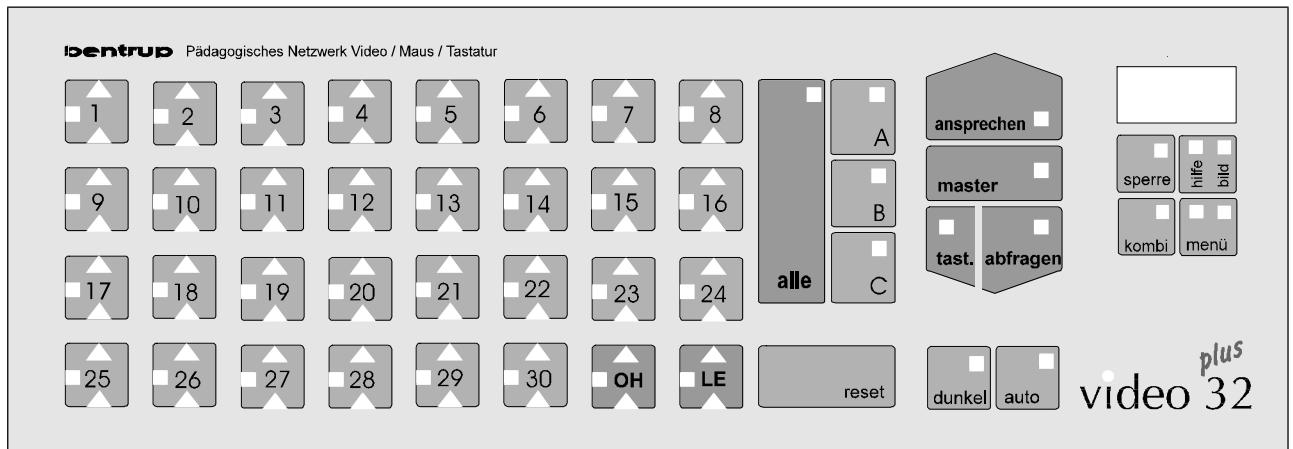 bentrup Pädagogisches Netzwerk Video / Maus / Tastatur
1 2 3 4 5 6 7 8
9 10 11 12 13 14 15 16
17 18 19 20 21 22 23 24
25 26 27 28 29 30 OH LE
alle
A
B
C
reset
ansprechen
master
tast. abfragen
dunkel auto
sperre hilfe bild
kombi menü
plus
video 32